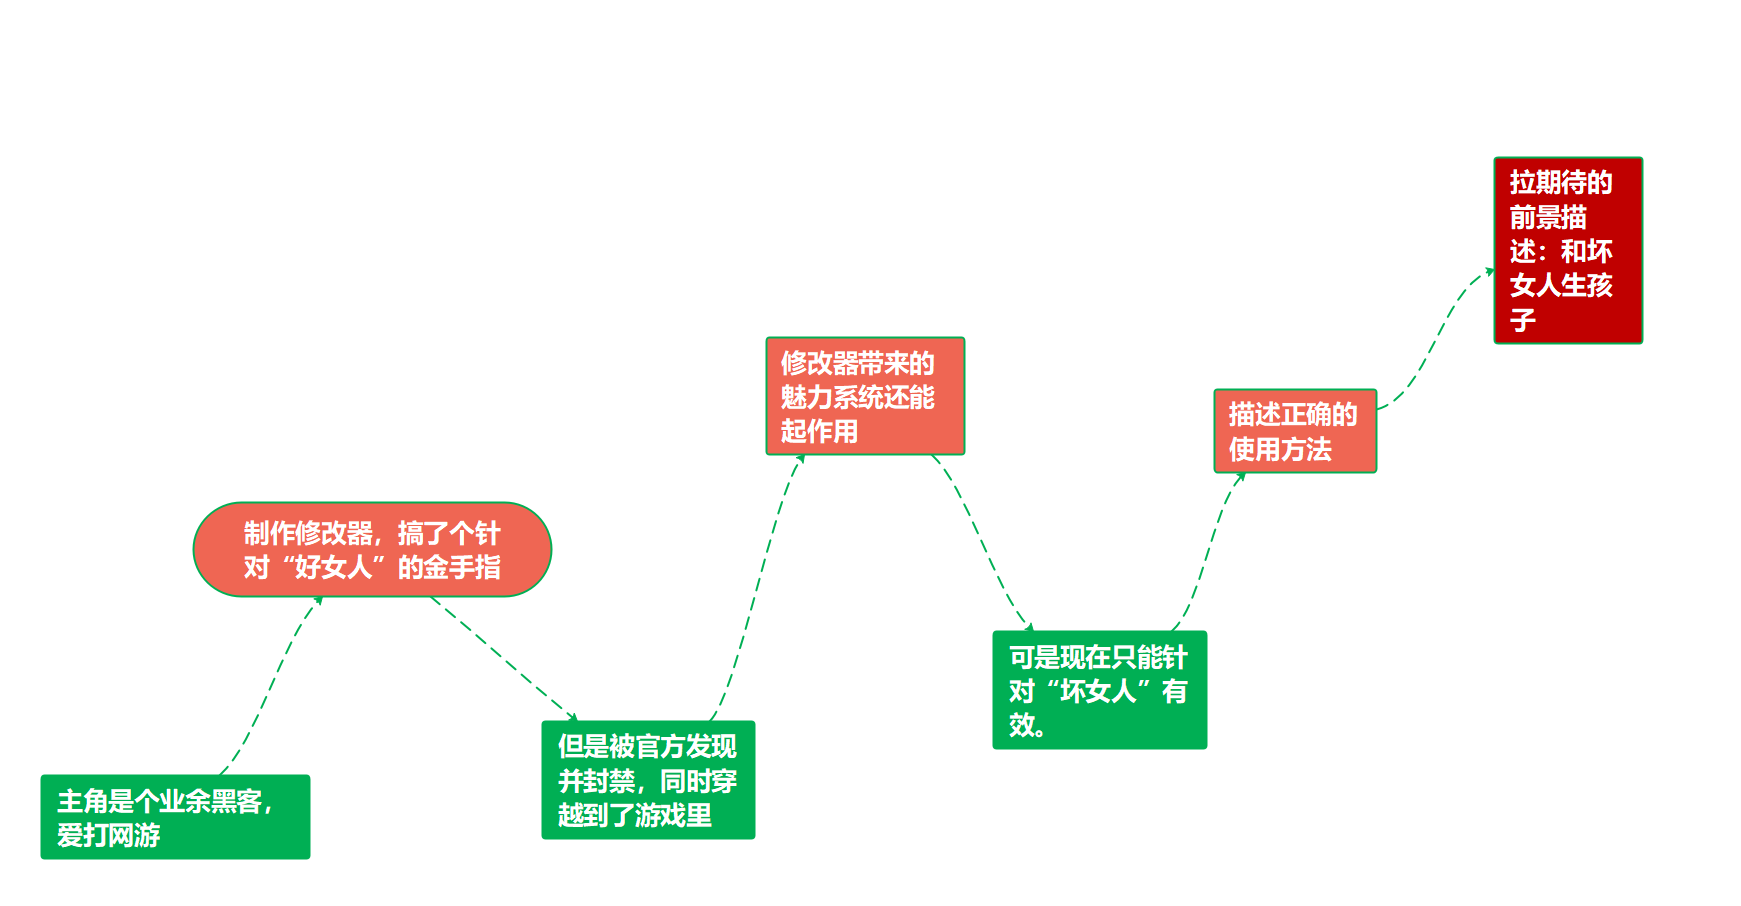 主角是个业余黑客，
爱打网游
制作修改器，搞了个针
对“好女人”的金手指
但是被官方发现
并封禁，同时穿
越到了游戏里
修改器带来的
魅力系统还能
起作用
可是现在只能针
对“坏女人”有
效。
描述正确的
使用方法
拉期待的
前景描
述：和坏
女人生孩
子